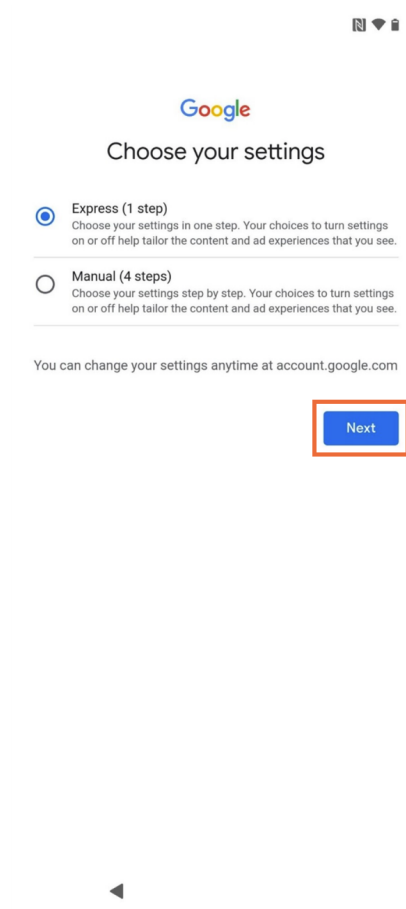 Google
Choose your settings
Express (1 step)
Choose your settings in one step. Your choices to turn settings
on or off help tailor the content and ad experiences that you see.
Manual (4 steps)
Choose your settings step by step. Your choices to turn settings
on or off help tailor the content and ad experiences that you see.
You can change your settings anytime at account.google.com
Next